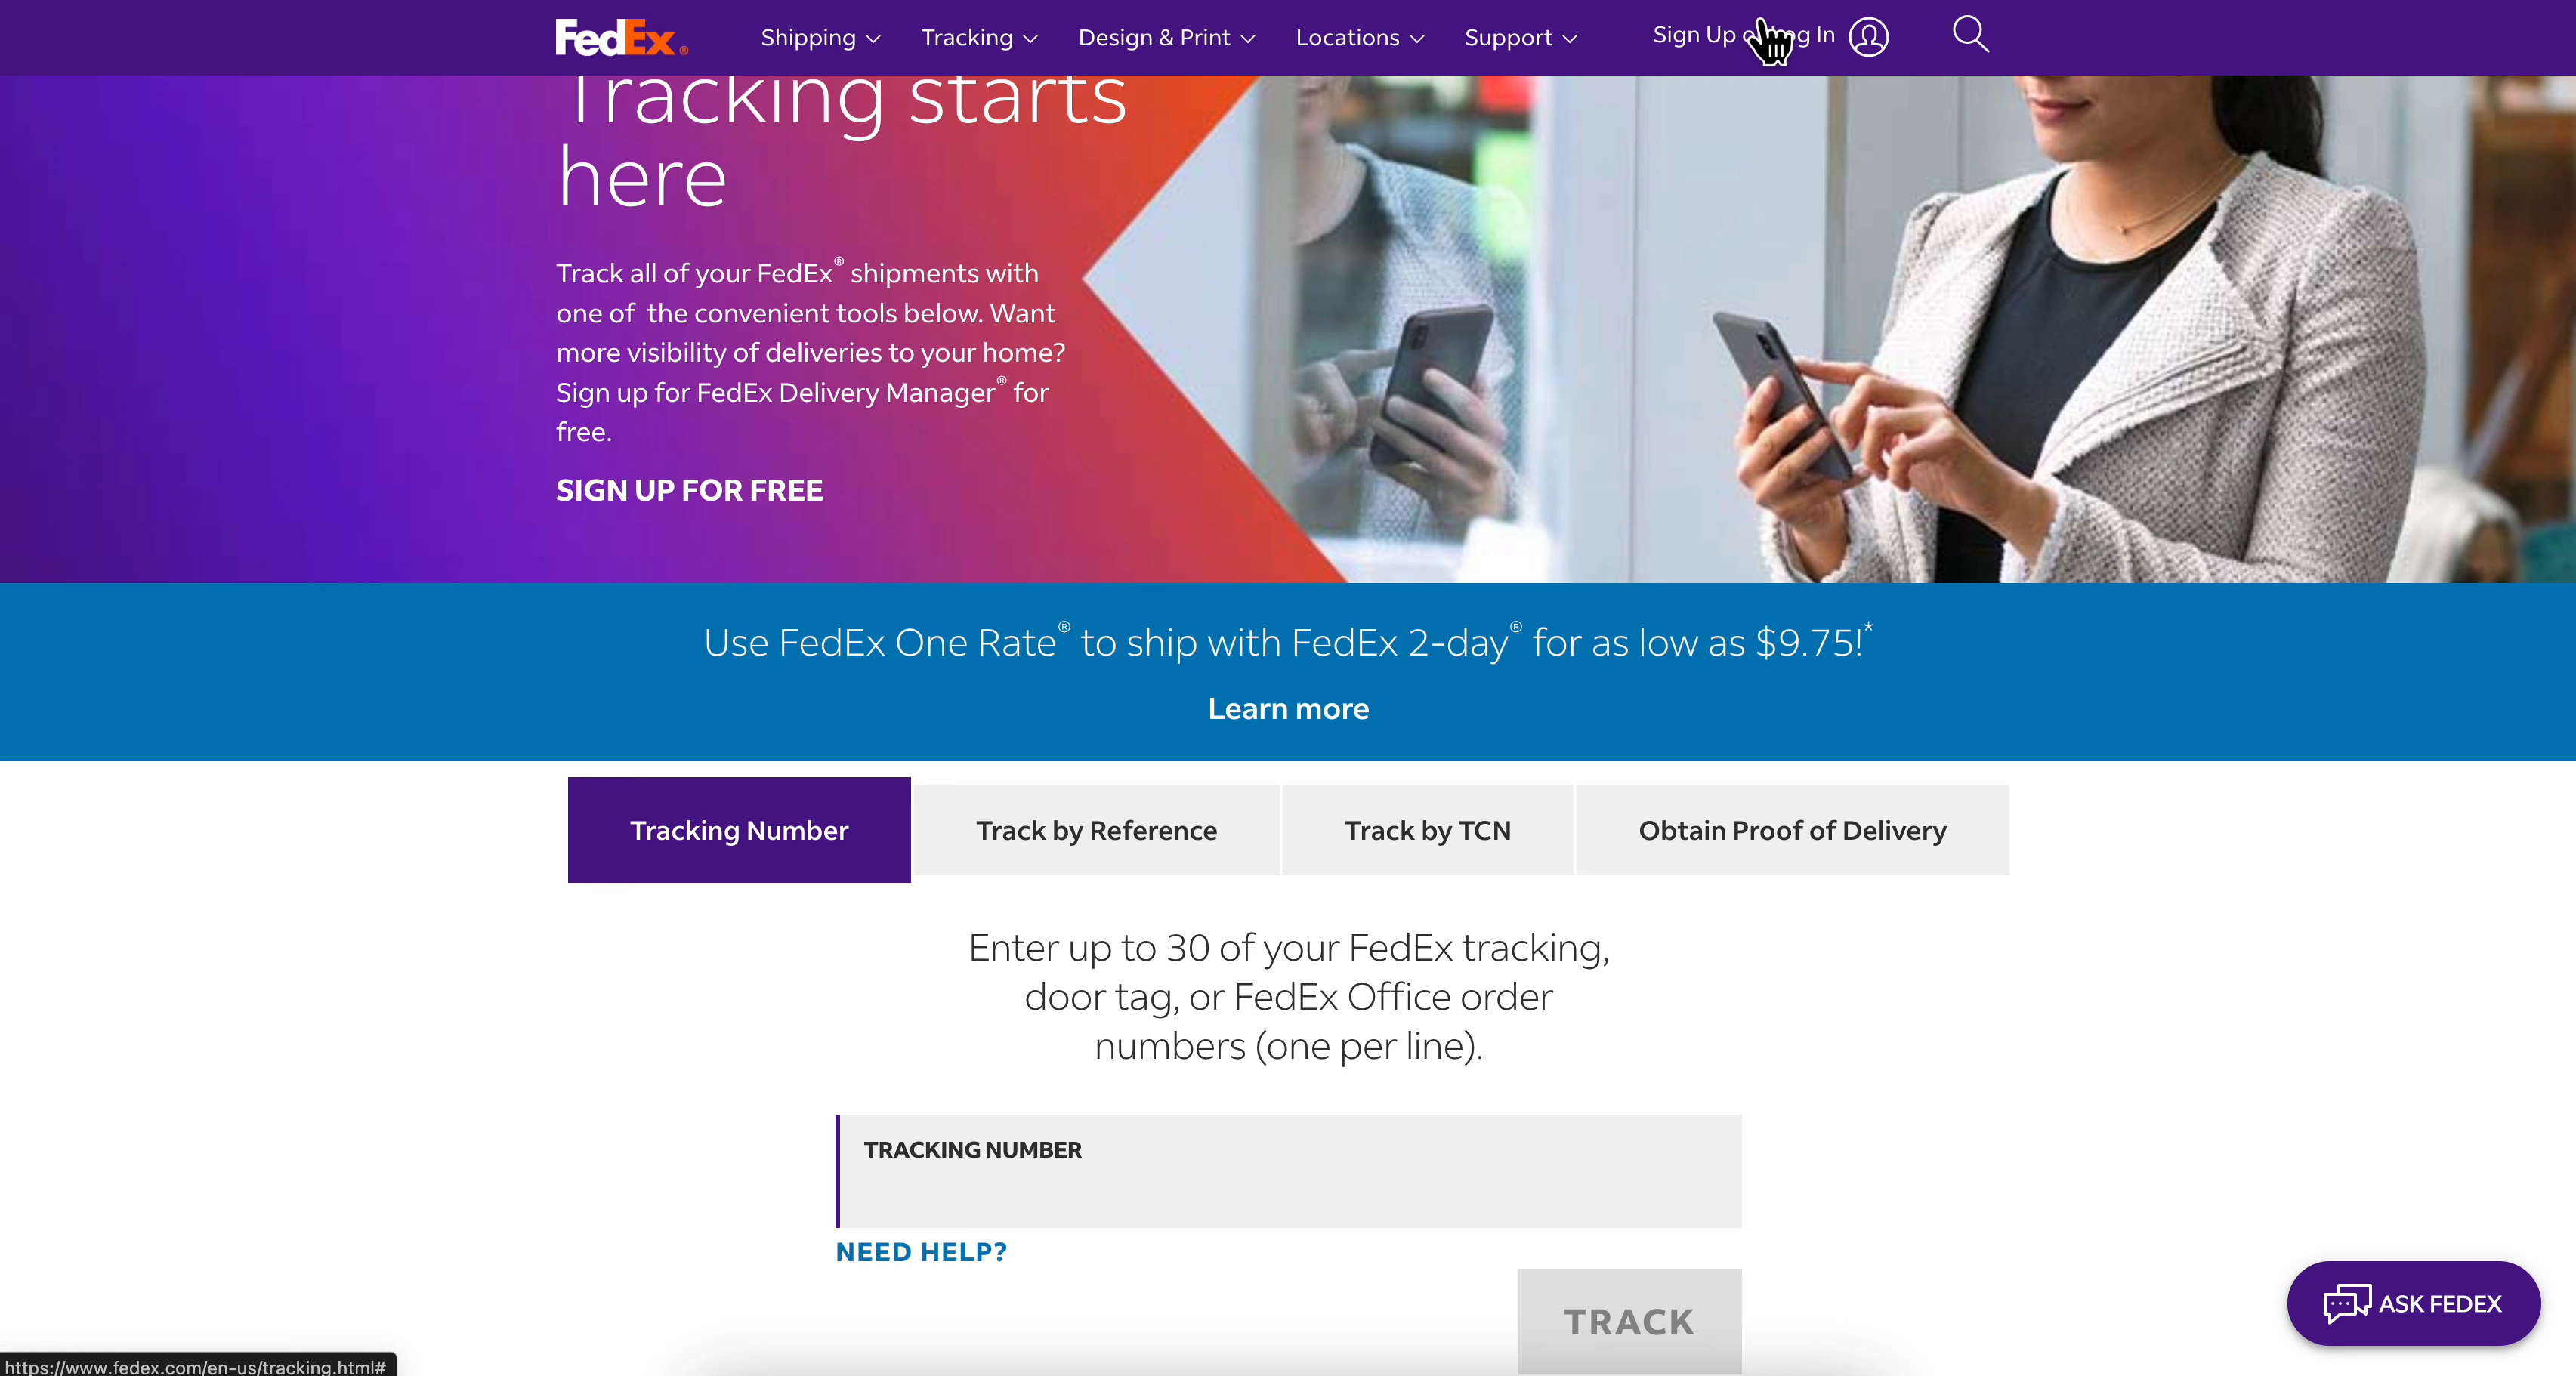 FedEx®
Shipping
Tracking
Design & Print
Locations
Support
Sign Up or Log In
Tracking starts
here
Track all of your FedEx® shipments with
one of the convenient tools below. Want
more visibility of deliveries to your home?
Sign up for FedEx Delivery Manager® for
free.
SIGN UP FOR FREE
Use FedEx One Rate® to ship with FedEx 2-day® for as low as $9.75!*
Learn more
Tracking Number
Track by Reference
Track by TCN
Obtain Proof of Delivery
Enter up to 30 of your FedEx tracking,
door tag, or FedEx Office order
numbers (one per line).
TRACKING NUMBER
NEED HELP?
TRACK
ASK FEDEX
https://www.fedex.com/en-us/tracking.html#